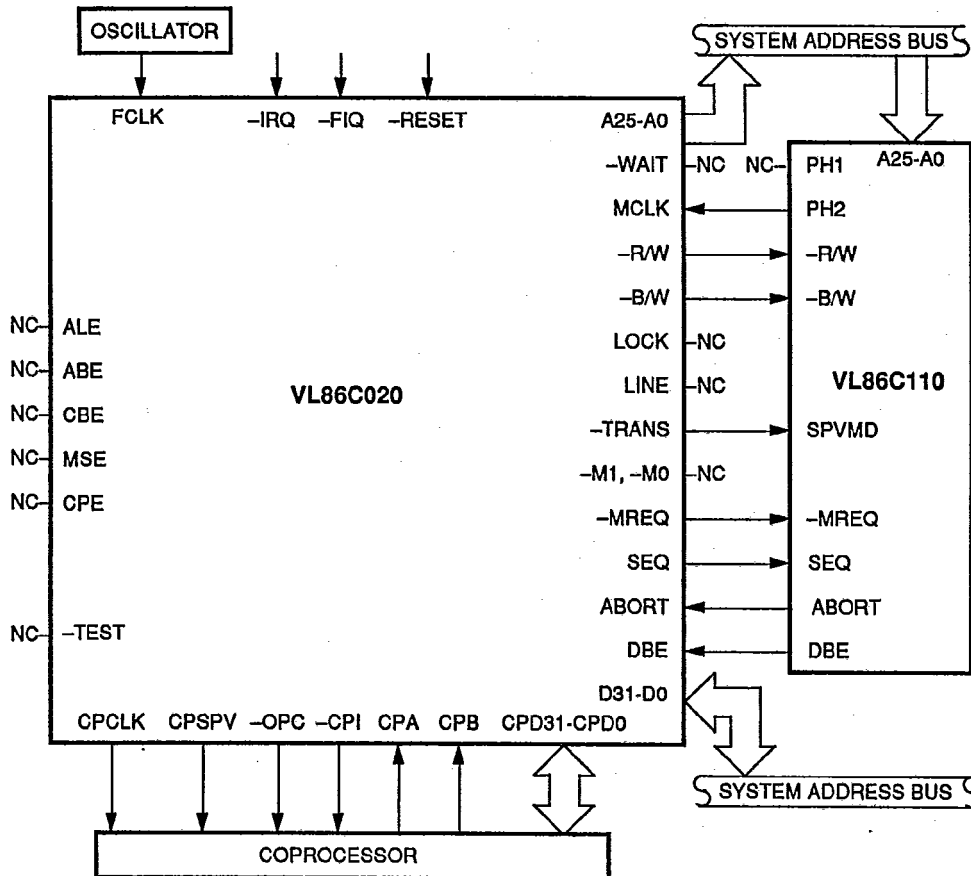 OSCILLATOR
SYSTEM ADDRESS BUS
FCLK
–IRQ
–FIQ
–RESET
A25-A0
–WAIT
–NC
MCLK
–R/W
–B/W
LOCK
–NC
LINE
–NC
–TRANS
–M1, –M0
–NC
–MREQ
SEQ
ABORT
DBE
D31-D0
NC–
ALE
NC–
ABE
NC–
CBE
NC–
MSE
NC–
CPE
NC–
–TEST
VL86C020
NC–
PH1
A25-A0
PH2
–R/W
–B/W
VL86C110
SPVMD
–MREQ
SEQ
ABORT
DBE
CPCLK
CPSPV
–OPC
–CPI
CPA
CPB
CPD31-CPD0
SYSTEM ADDRESS BUS
COPROCESSOR